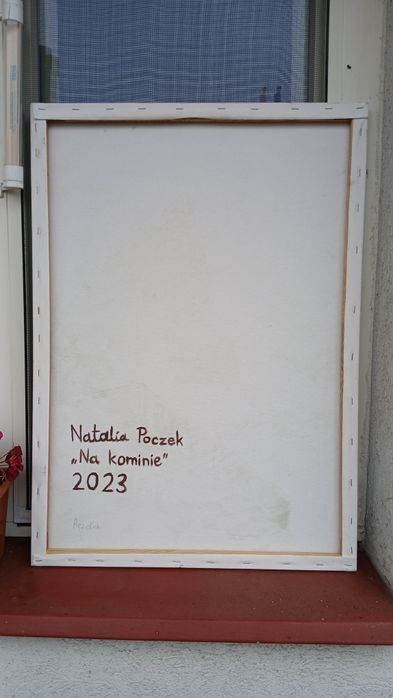 Natalia Poczek
„Na kominie"
2023